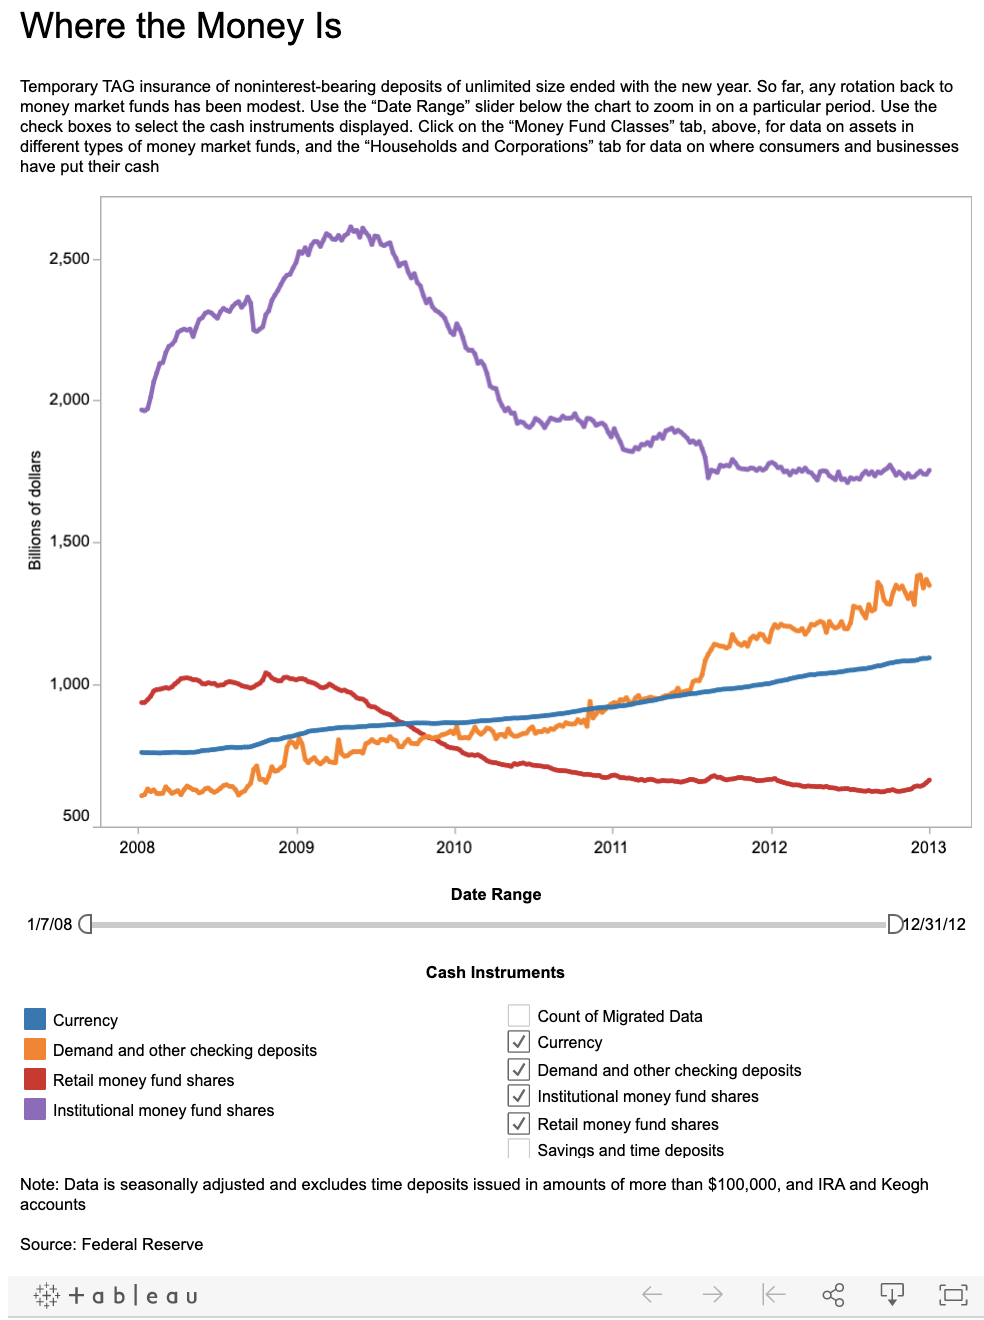 Where the Money Is
Temporary TAG insurance of noninterest-bearing deposits of unlimited size ended with the new year. So far, any rotation back to
money market funds has been modest. Use the “Date Range” slider below the chart to zoom in on a particular period. Use the
check boxes to select the cash instruments displayed. Click on the “Money Fund Classes” tab, above, for data on assets in
different types of money market funds, and the “Households and Corporations” tab for data on where consumers and businesses
have put their cash
2,500
2,000
1,500
1,000
500
Billions of dollars
2008 2009 2010 2011 2012 2013
Date Range
1/7/08 12/31/12
Cash Instruments
Currency
Demand and other checking deposits
Retail money fund shares
Institutional money fund shares
Count of Migrated Data
Currency
Demand and other checking deposits
Institutional money fund shares
Retail money fund shares
Savings and time deposits
Note: Data is seasonally adjusted and excludes time deposits issued in amounts of more than $100,000, and IRA and Keogh
accounts
Source: Federal Reserve
+ableau